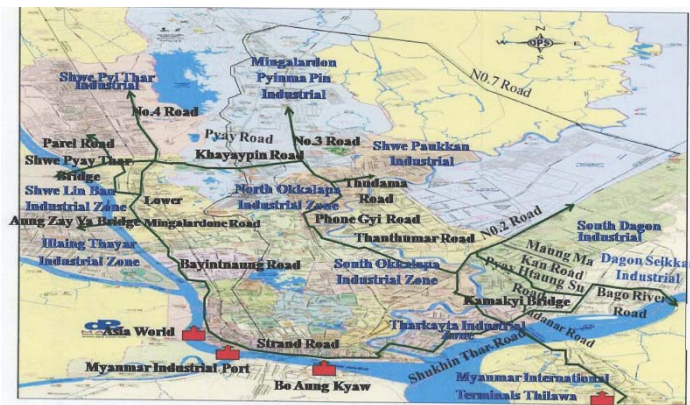 Shwe Pyi Thar
Industrial
Mingalardon
Pyinma Pin
Industrial
No.4 Road
N0.7 Road
Parel Road
Pyay Road
No.3 Road
Khayaypin Road
Shwe Paukkan
Industrial
Shwe Pyay Thar
Bridge
Shwe Lin Ban
Industrial Zone
Lower
Mingalardone Road
North Okkalapa
Industrial Zone
Thudama
Road
Aung Zay Ya Bridge
Phone Gyi Road
Hlaing Thayar
Industrial Zone
Thanthumar Road
N0.2 Road
South Dagon
Industrial
Bayintnaung Road
South Okkalapa
Industrial Zone
Maung Ma
Kan Road
Pyay Htaung Su
Road
Dagon Seikkan
Industrial
Kamakyi Bridge
Bago River
Road
Asia World
Strand Road
Tharkayta Industrial
Zone
Yadanar Road
Shukhin Thar Road
Myanmar Industrial Port
Bo Aung Kyaw
Myanmar International
Terminals Thilawa